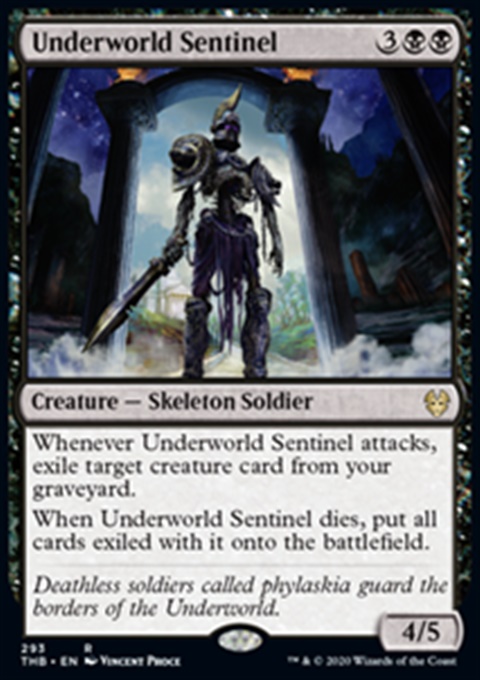 Underworld Sentinel 3
Creature — Skeleton Soldier
Whenever Underworld Sentinel attacks,
exile target creature card from your
graveyard.
When Underworld Sentinel dies, put all
cards exiled with it onto the battlefield.
Deathless soldiers called phylaskia guard the
borders of the Underworld.
4/5
293 R
THB • EN Vincent Proce
™ & © 2020 Wizards of the Coast